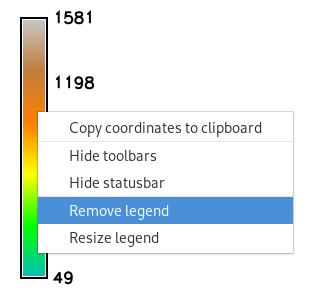 1581
1198
Copy coordinates to clipboard
Hide toolbars
Hide statusbar
Remove legend
Resize legend
49